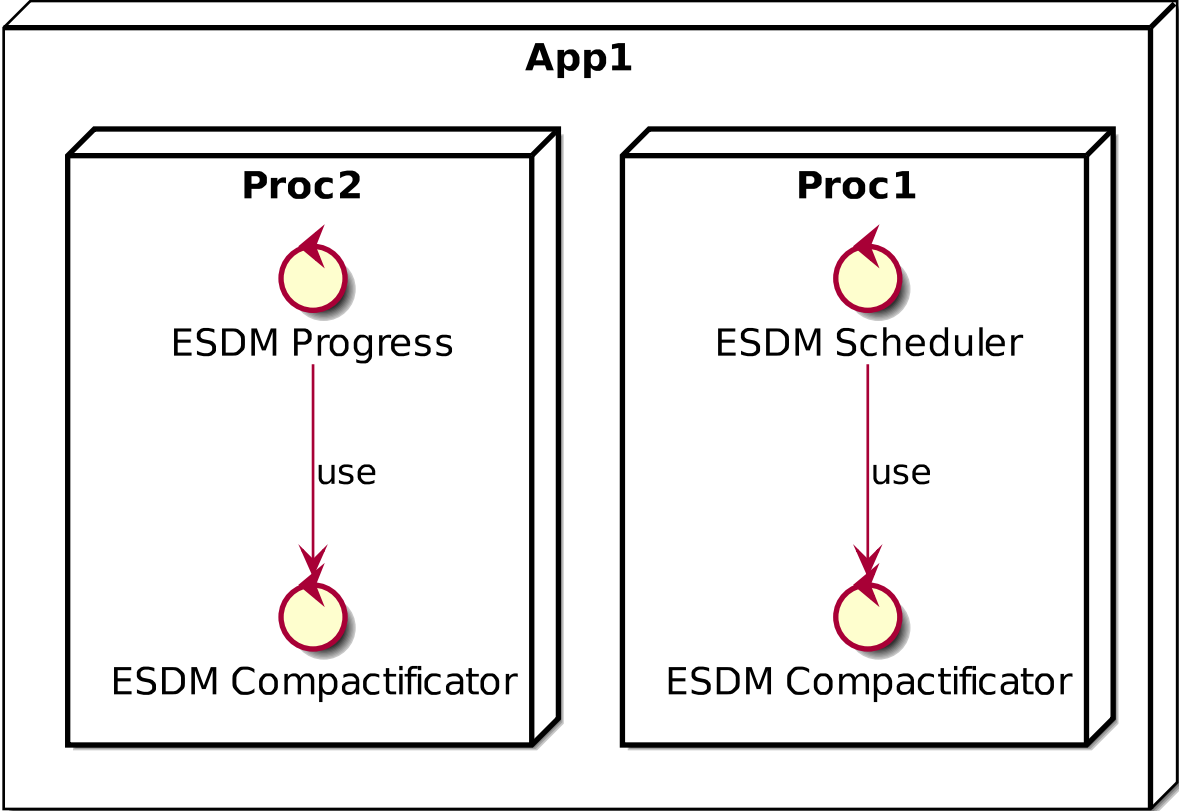 App1
Proc2
ESDM Progress
use
ESDM Compactificator
Proc1
ESDM Scheduler
use
ESDM Compactificator